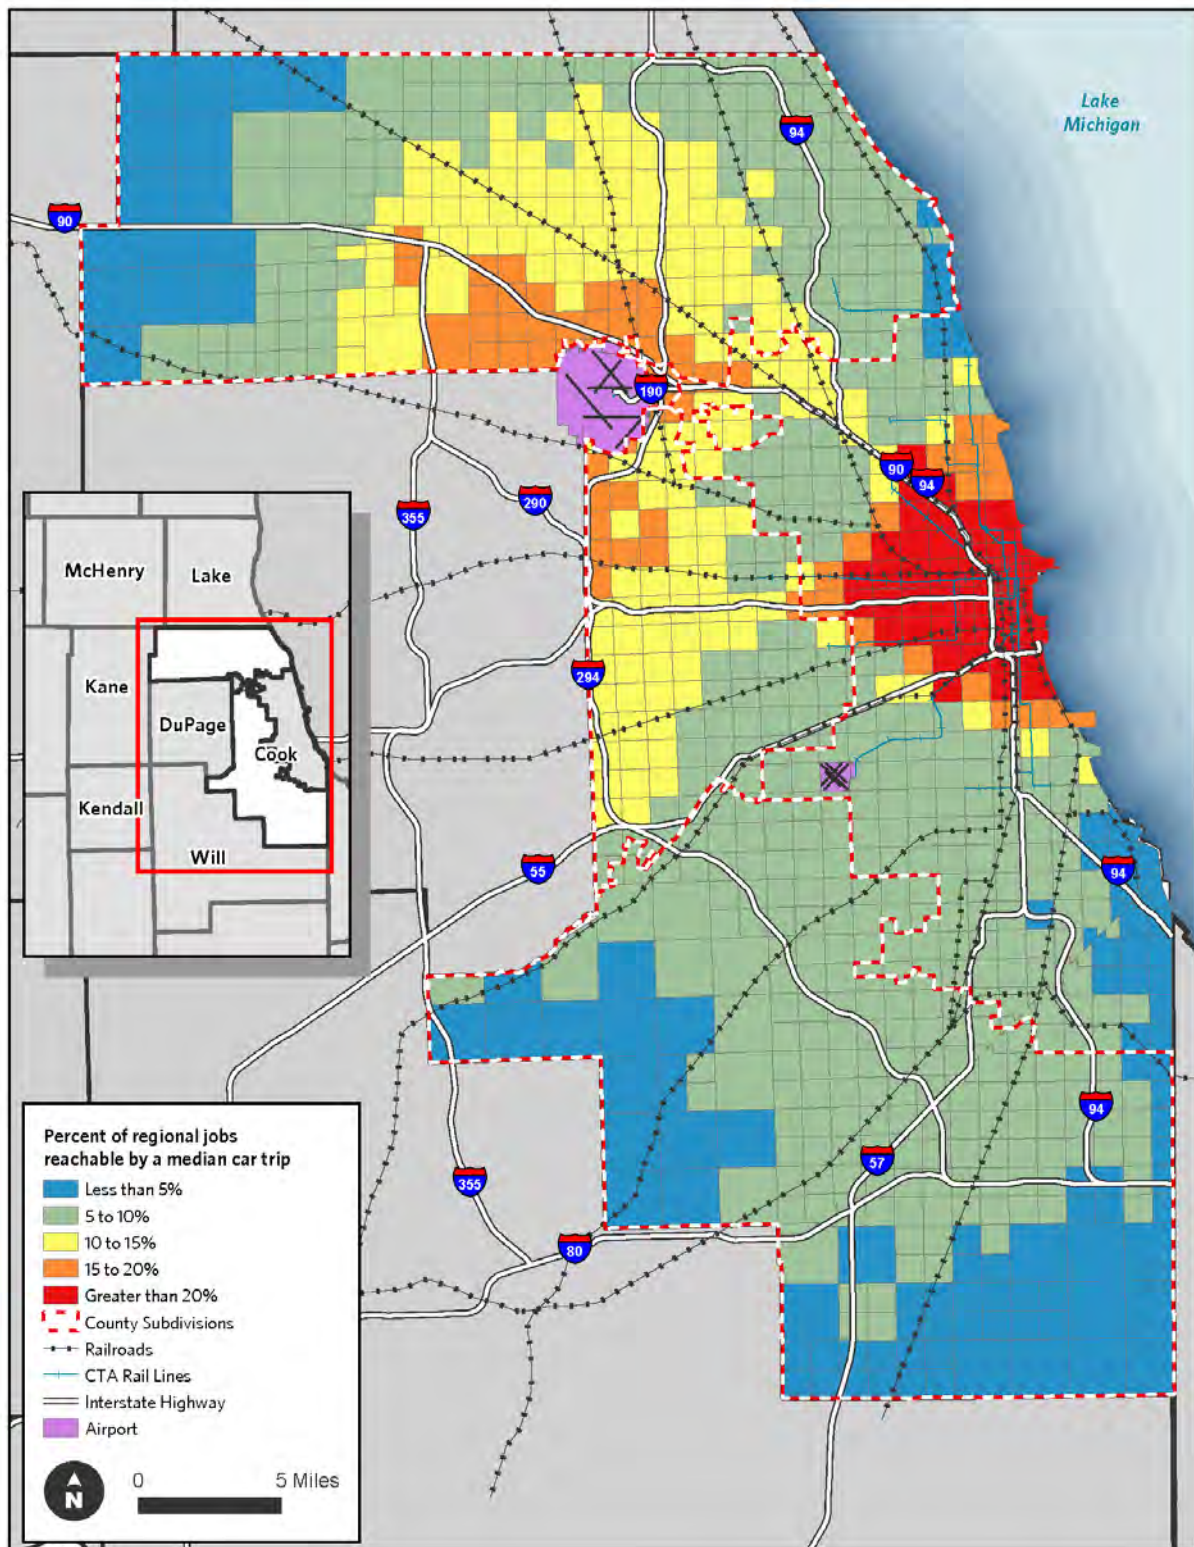 Lake
Michigan
94
90
190
90
94
290
355
McHenry
Lake
Kane
294
DuPage
Cook
Kendall
Will
55
94
Percent of regional jobs
reachable by a median car trip
Less than 5%
5 to 10%
10 to 15%
15 to 20%
Greater than 20%
County Subdivisions
Railroads
CTA Rail Lines
Interstate Highway
Airport
N
0
5 Miles
94
57
355
80